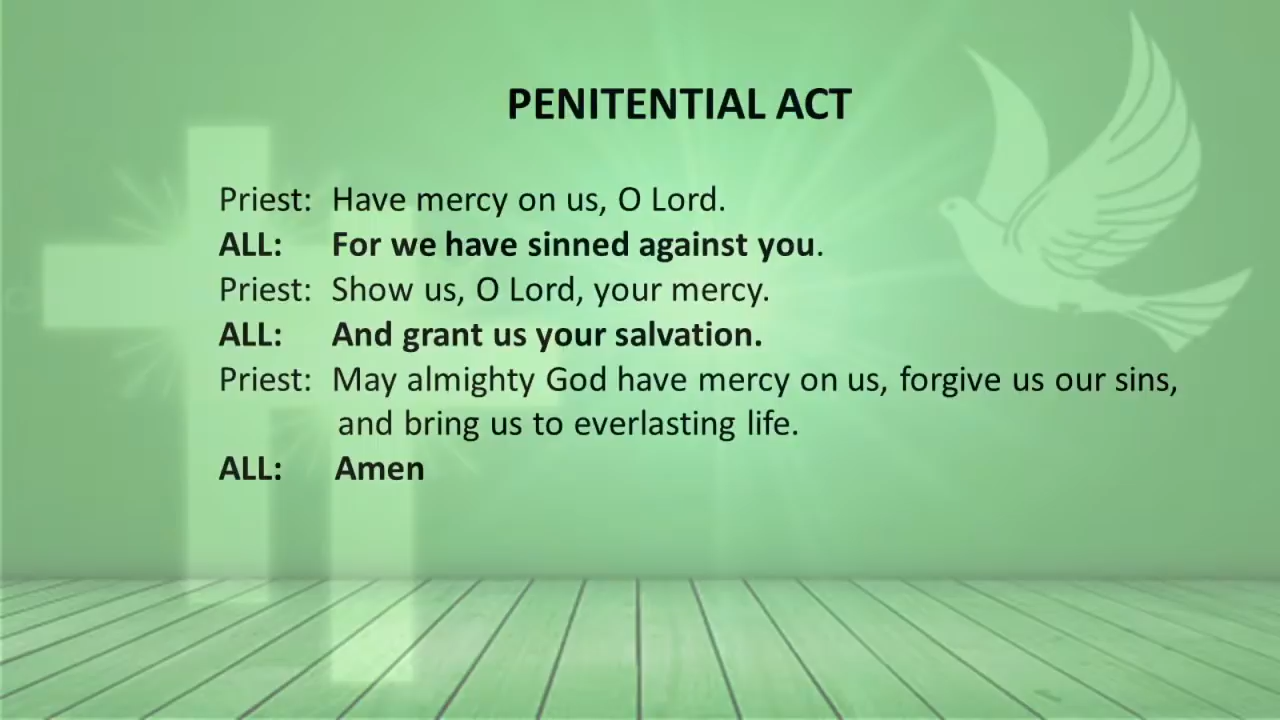 PENITENTIAL ACT
Priest: Have mercy on us, O Lord.
ALL: For we have sinned against you.
Priest: Show us, O Lord, your mercy.
ALL: And grant us your salvation.
Priest: May almighty God have mercy on us, forgive us our sins,
and bring us to everlasting life.
ALL: Amen